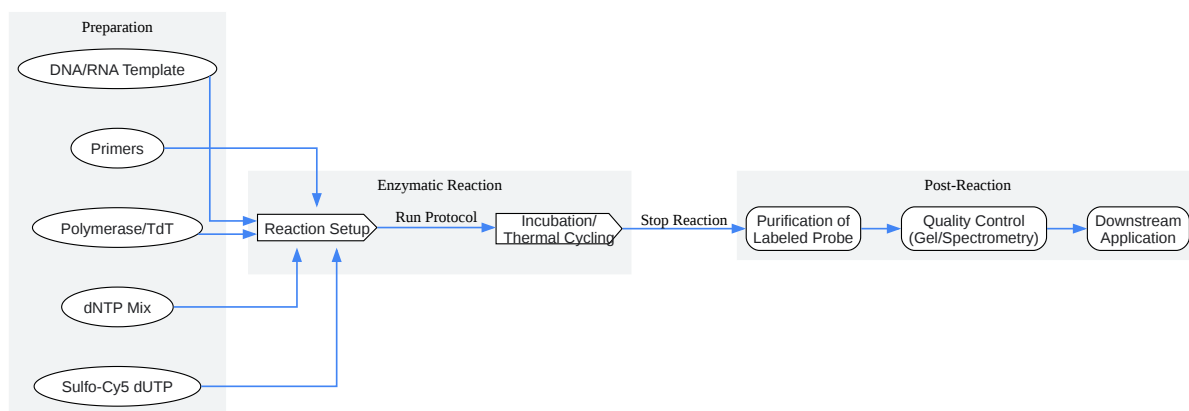 Preparation
DNA/RNA Template
Primers
Polymerase/TdT
dNTP Mix
Sulfo-Cy5 dUTP
Enzymatic Reaction
Reaction Setup
Run Protocol
Incubation/
Thermal Cycling
Stop Reaction
Post-Reaction
Purification of
Labeled Probe
Quality Control
(Gel/Spectrometry)
Downstream
Application